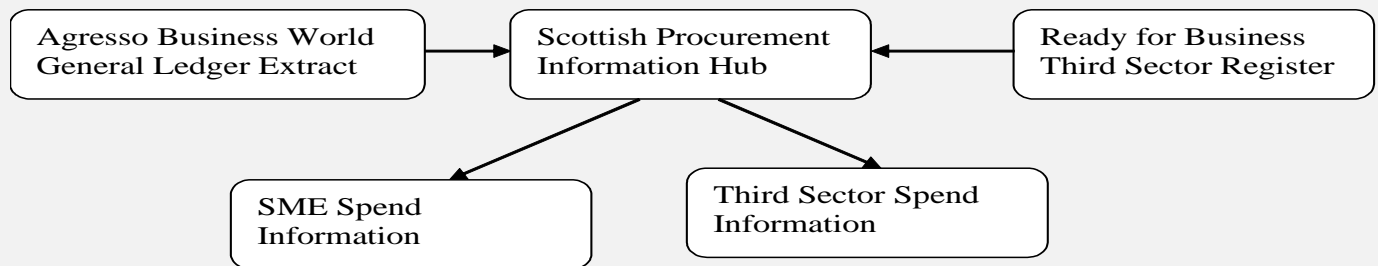 Agresso Business World
General Ledger Extract
Scottish Procurement
Information Hub
Ready for Business
Third Sector Register
SME Spend
Information
Third Sector Spend
Information